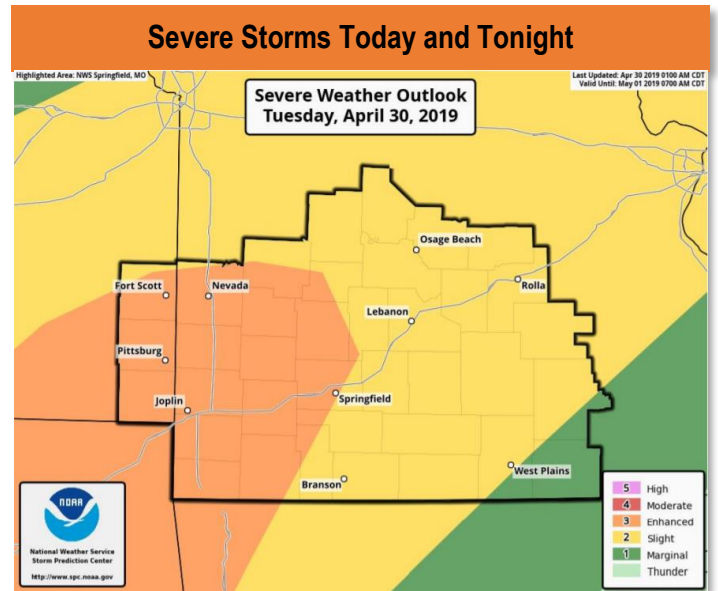 Severe Storms Today and Tonight
Highlighted Area: NWS Springfield, MO
Last Updated: Apr 30 2019 0100 AM CDT
Valid Until: May 01 2019 0700 AM CDT
Severe Weather Outlook
Tuesday, April 30, 2019
Osage Beach
Fort Scott
Nevada
Rolla
Lebanon
Pittsburg
Joplin
Springfield
West Plains
Branson
NOAA
National Weather Service
Storm Prediction Center
http://www.spc.noaa.gov
5 High
4 Moderate
3 Enhanced
2 Slight
1 Marginal
Thunder